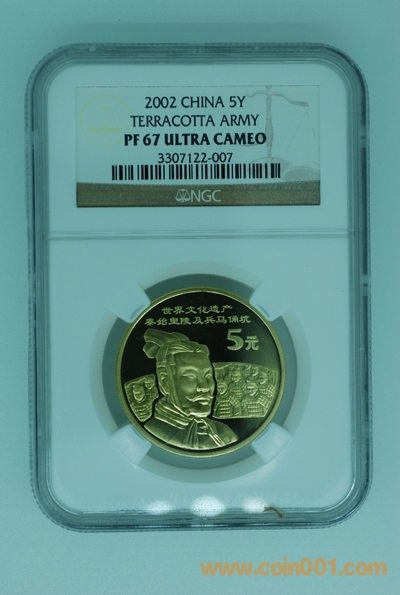 2002 CHINA 5Y
TERRACOTTA ARMY
PF 67 ULTRA CAMEO
3307122-007
NGC
世界文化遗产
秦始皇陵及兵马俑坑
5元
www.coin001.com